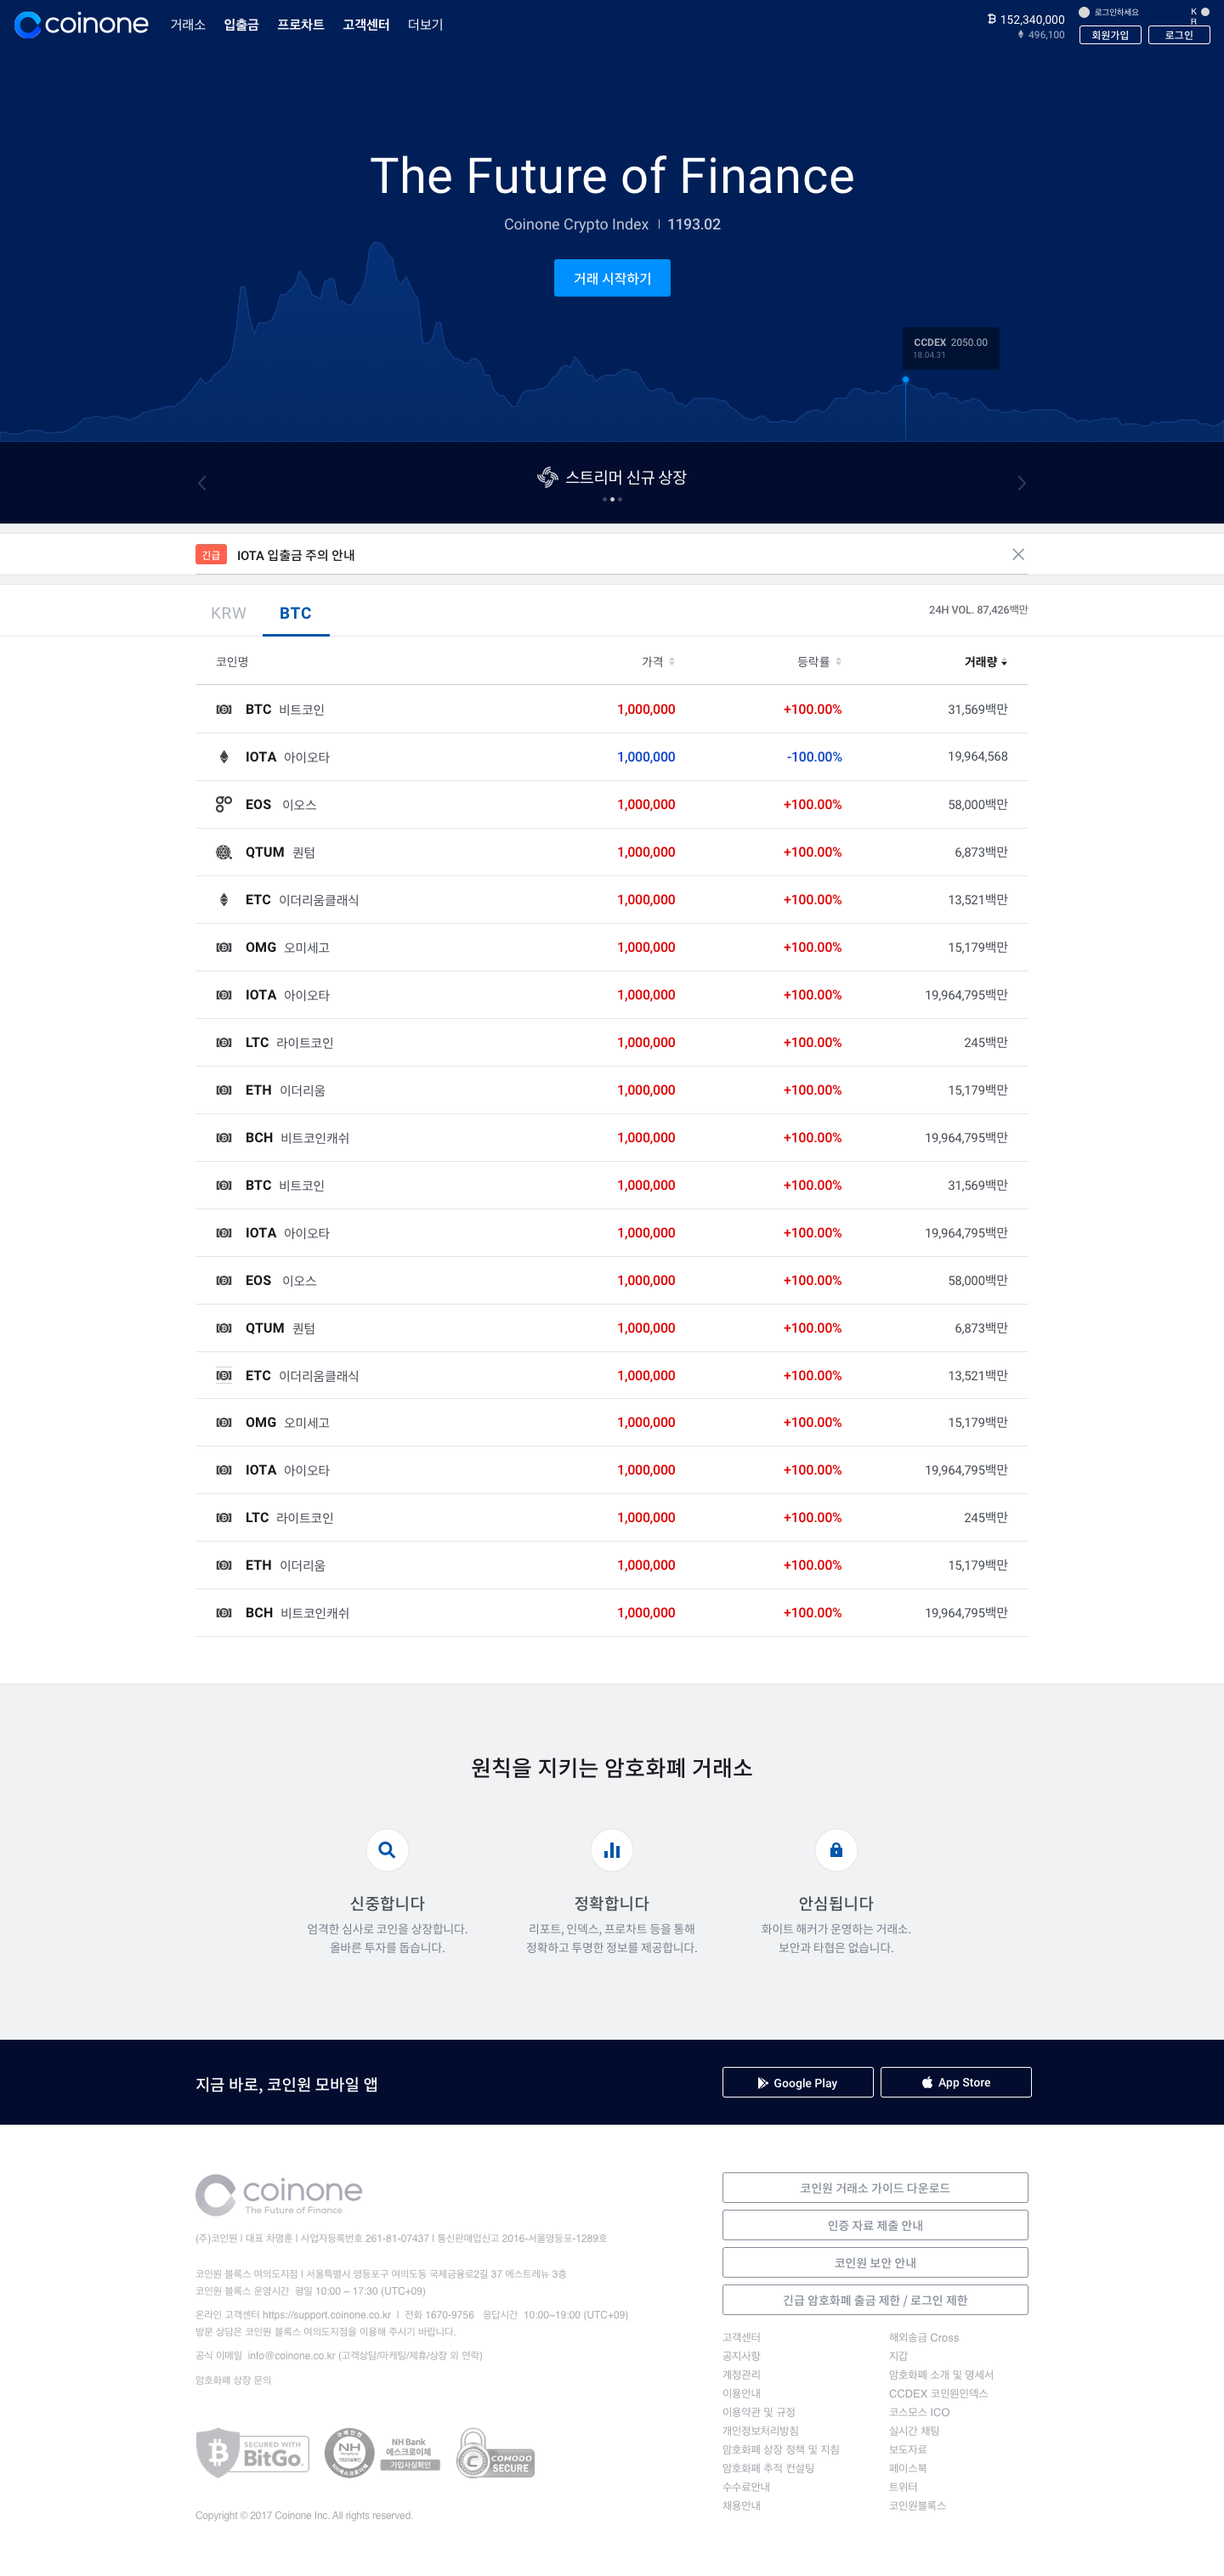 coinone 거래소 입출금 프로차트 고객센터 더보기
152,340,000
496,100
로그인하세요
KR
회원가입 로그인
The Future of Finance
Coinone Crypto Index | 1193.02
거래 시작하기
CCDEX 2050.00
18.04.31
스트리머 신규 상장
긴급 IOTA 입출금 주의 안내
KRW BTC 24H VOL. 87,426백만
코인명 가격 등락률 거래량
BTC 비트코인 1,000,000 +100.00% 31,569백만
IOTA 아이오타 1,000,000 -100.00% 19,964,568
EOS 이오스 1,000,000 +100.00% 58,000백만
QTUM 퀀텀 1,000,000 +100.00% 6,873백만
ETC 이더리움클래식 1,000,000 +100.00% 13,521백만
OMG 오미세고 1,000,000 +100.00% 15,179백만
IOTA 아이오타 1,000,000 +100.00% 19,964,795백만
LTC 라이트코인 1,000,000 +100.00% 245백만
ETH 이더리움 1,000,000 +100.00% 15,179백만
BCH 비트코인캐쉬 1,000,000 +100.00% 19,964,795백만
BTC 비트코인 1,000,000 +100.00% 31,569백만
IOTA 아이오타 1,000,000 +100.00% 19,964,795백만
EOS 이오스 1,000,000 +100.00% 58,000백만
QTUM 퀀텀 1,000,000 +100.00% 6,873백만
ETC 이더리움클래식 1,000,000 +100.00% 13,521백만
OMG 오미세고 1,000,000 +100.00% 15,179백만
IOTA 아이오타 1,000,000 +100.00% 19,964,795백만
LTC 라이트코인 1,000,000 +100.00% 245백만
ETH 이더리움 1,000,000 +100.00% 15,179백만
BCH 비트코인캐쉬 1,000,000 +100.00% 19,964,795백만
원칙을 지키는 암호화폐 거래소
신중합니다
엄격한 심사로 코인을 상장합니다.
올바른 투자를 돕습니다.
정확합니다
리포트, 인덱스, 프로차트 등을 통해
정확하고 투명한 정보를 제공합니다.
안심됩니다
화이트 해커가 운영하는 거래소.
보안과 타협은 없습니다.
지금 바로, 코인원 모바일 앱
Google Play
App Store
coinone
The Future of Finance
(주)코인원 l 대표 차명훈 l 사업자등록번호 261-81-07437 l 통신판매업신고 2016-서울영등포-1289호
코인원 블록스 여의도지점 l 서울특별시 영등포구 여의도동 국제금융로2길 37 에스트레뉴 3층
코인원 블록스 운영시간 평일 10:00 ~ 17:30 (UTC+09)
온라인 고객센터 https://support.coinone.co.kr l 전화 1670-9756 응답시간 10:00~19:00 (UTC+09)
방문 상담은 코인원 블록스 여의도지점을 이용해 주시기 바랍니다.
공식 이메일 info@coinone.co.kr (고객상담/마케팅/제휴/상장 외 연락)
암호화폐 상장 문의
SECURED WITH
BitGo
NH
NH Bank
에스크로이체
가입사실확인
COMODO
SECURE
Copyright © 2017 Coinone Inc. All rights reserved.
코인원 거래소 가이드 다운로드
인증 자료 제출 안내
코인원 보안 안내
긴급 암호화폐 출금 제한 / 로그인 제한
고객센터
공지사항
계정관리
이용안내
이용약관 및 규정
개인정보처리방침
암호화폐 상장 정책 및 지침
암호화폐 추적 컨설팅
수수료안내
채용안내
해외송금 Cross
지갑
암호화폐 소개 및 명세서
CCDEX 코인원인덱스
코스모스 ICO
실시간 채팅
보도자료
페이스북
트위터
코인원블록스